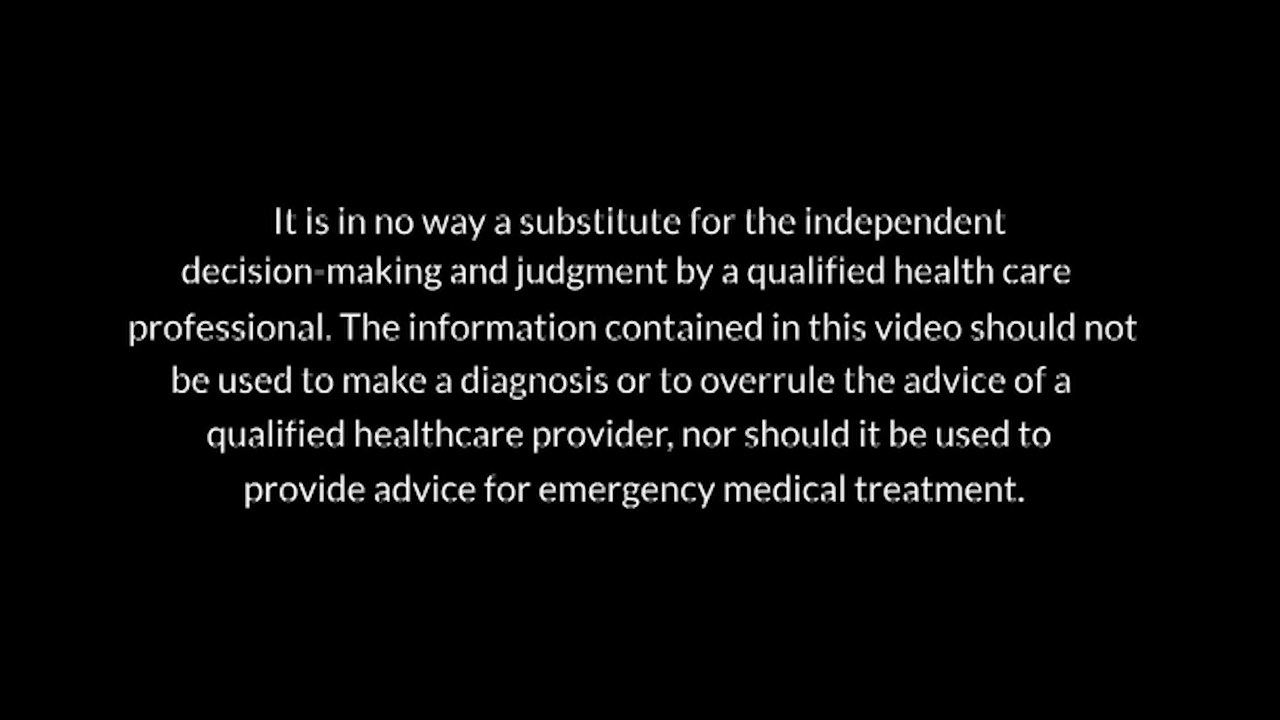 It is in no way a substitute for the independent
decision-making and judgment by a qualified health care
professional. The information contained in this video should not
be used to make a diagnosis or to overrule the advice of a
qualified healthcare provider, nor should it be used to
provide advice for emergency medical treatment.